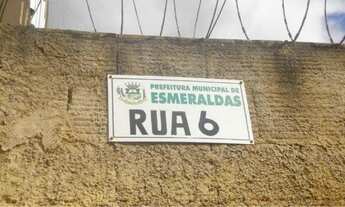 PREFEITURA MUNICIPAL DE
ESMERALDAS
RUA 6